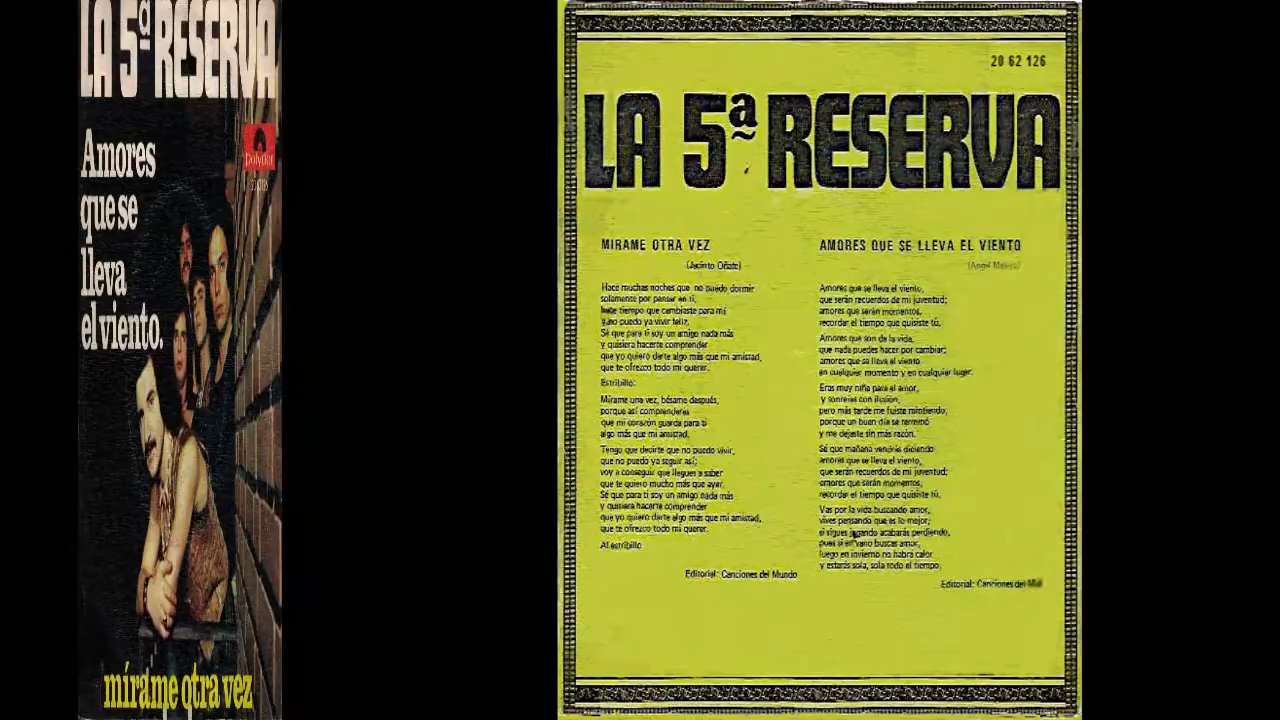 LA 5ª RESERVA
Amores
que se
lleva
el viento.
Polydor
mírame otra vez
20 62 126
LA 5ª RESERVA
MIRAME OTRA VEZ
(Jacinto Oñate)
Hace muchas noches que no puedo dormir
solamente por pensar en ti;
hace tiempo que cambiaste para mí
y no puedo ya vivir feliz.
Sé que para ti soy un amigo nada más
y quisiera hacerte comprender
que yo quiero darte algo más que mi amistad,
que te ofrezco todo mi querer.
Estribillo:
Mírame una vez, bésame después,
porque así comprenderás
que mi corazón guarda para ti
algo más que mi amistad.
Tengo que decirte que no puedo vivir,
que no puedo ya seguir así;
voy a conseguir que llegues a saber
que te quiero mucho más que ayer.
Sé que para ti soy un amigo nada más
y quisiera hacerte comprender
que yo quiero darte algo más que mi amistad,
que te ofrezco todo mi querer.
Al estribillo
Editorial: Canciones del Mundo
AMORES QUE SE LLEVA EL VIENTO
(Angel
Amores que se lleva el viento,
que serán recuerdos de mi juventud;
amores que serán momentos,
recordar el tiempo que quisiste tú.
Amores que son de la vida,
que nada puedes hacer por cambiar;
amores que se lleva el viento
en cualquier momento y en cualquier lugar.
Eras muy niña para el amor,
y sonreías con ilusión,
pero más tarde me fuiste mintiendo,
porque un buen día se terminó
y me dejaste sin más razón.
Sé que mañana vendrás diciendo
amores que se lleva el viento,
que serán recuerdos de mi juventud;
amores que serán momentos,
recordar el tiempo que quisiste tú.
Vas por la vida buscando amor,
vives pensando que es lo mejor;
si sigues jugando acabarás perdiendo,
pues si en vano buscas amor,
luego en invierno no habrá calor
y estarás sola, sola todo el tiempo.
Editorial: Canciones del